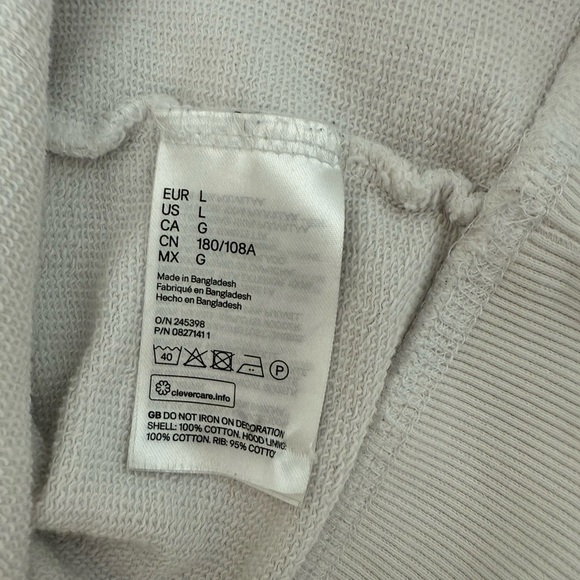 EUR L
US L
CA G
CN 180/108A
MX G
Made in Bangladesh
Fabriqué en Bangladesh
Hecho en Bangladesh
O/N 245398
P/N 08271411
40 P
clevercare.info
GB DO NOT IRON ON DECORATION
SHELL: 100% COTTON. HOOD LINING:
100% COTTON. RIB: 95% COTTO